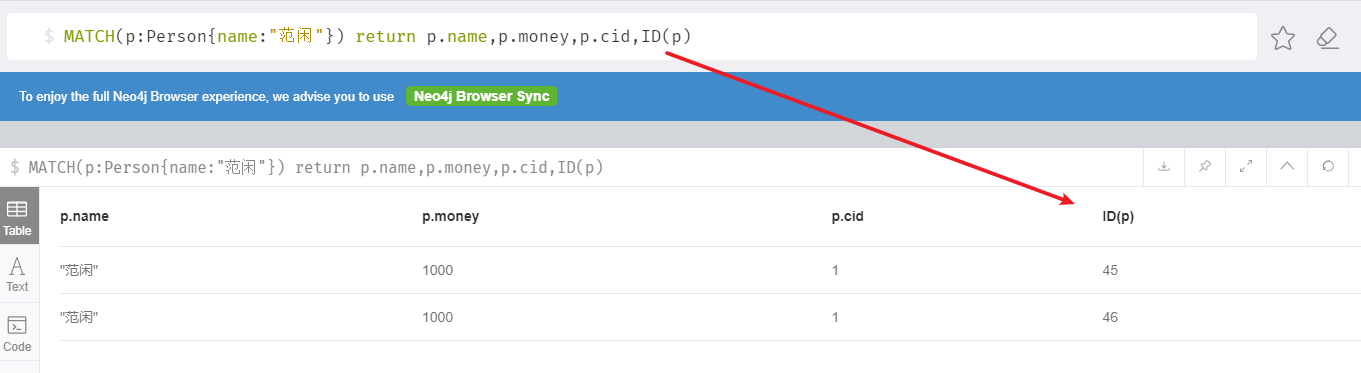 $ MATCH(p:Person{name:"范闲"}) return p.name,p.money,p.cid,ID(p)
To enjoy the full Neo4j Browser experience, we advise you to use Neo4j Browser Sync
$ MATCH(p:Person{name:"范闲"}) return p.name,p.money,p.cid,ID(p)
Table
Text
Code
p.name p.money p.cid ID(p)
"范闲" 1000 1 45
"范闲" 1000 1 46